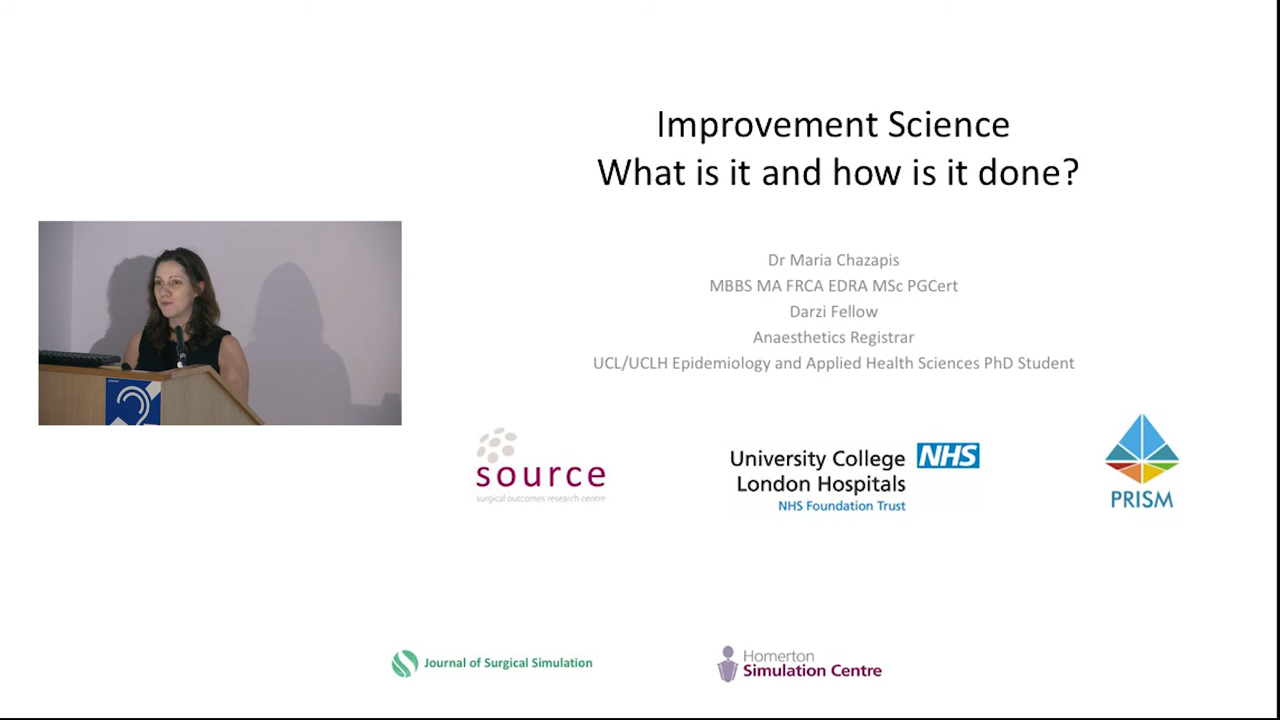 Improvement Science
What is it and how is it done?
Dr Maria Chazapis
MBBS MA FRCA EDRA MSc PGCert
Darzi Fellow
Anaesthetics Registrar
UCL/UCLH Epidemiology and Applied Health Sciences PhD Student
source
surgical outcomes research centre
University College NHS
London Hospitals
NHS Foundation Trust
PRISM
Journal of Surgical Simulation
Homerton
Simulation Centre